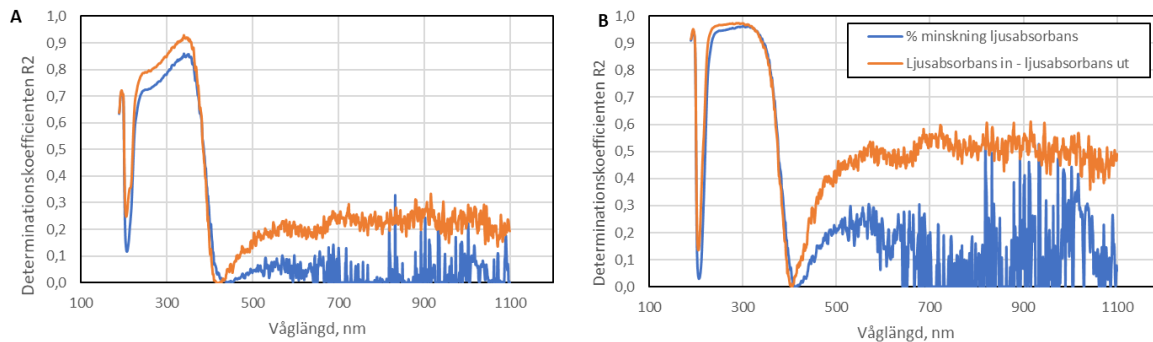 A
1,0
0,9
0,8
0,7
0,6
0,5
0,4
0,3
0,2
0,1
0,0
Determinationskoefficienten R2
100 300 500 700 900 1100
Våglängd, nm
B
1,0
0,9
0,8
0,7
0,6
0,5
0,4
0,3
0,2
0,1
0,0
Determinationskoefficienten R2
% minskning ljusabsorbans
Ljusabsorbans in - ljusabsorbans ut
100 300 500 700 900 1100
Våglängd, nm